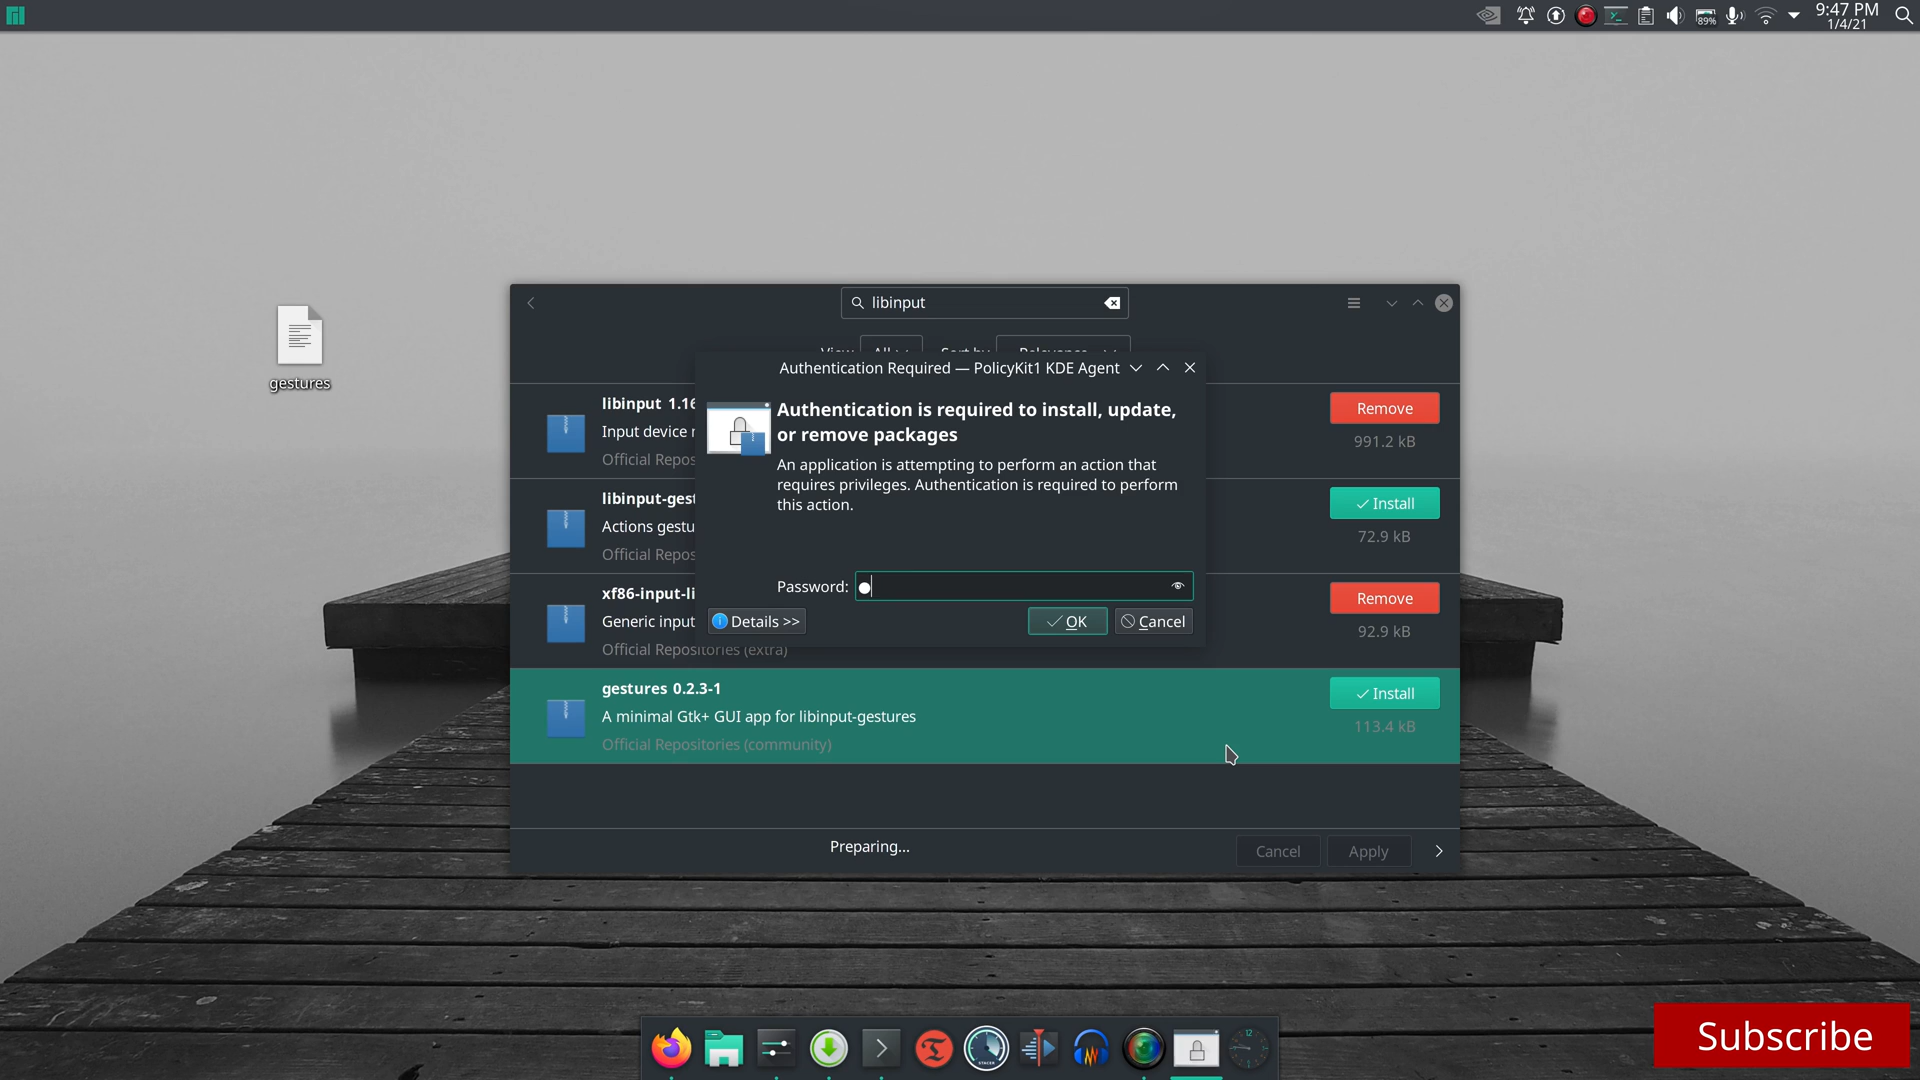 9:47 PM
1/4/21
89%
libinput
Authentication Required — PolicyKit1 KDE Agent
Authentication is required to install, update,
or remove packages
An application is attempting to perform an action that
requires privileges. Authentication is required to perform
this action.
Password:
Details >>
OK
Cancel
libinput 1.16
Input device
Official Repos
Remove
991.2 kB
libinput-gest
Actions gestu
Official Repos
Install
72.9 kB
xf86-input-li
Generic input
Official Repositories (extra)
Remove
92.9 kB
gestures 0.2.3-1
A minimal Gtk+ GUI app for libinput-gestures
Official Repositories (community)
Install
113.4 kB
Preparing...
Cancel
Apply
gestures
12
Subscribe